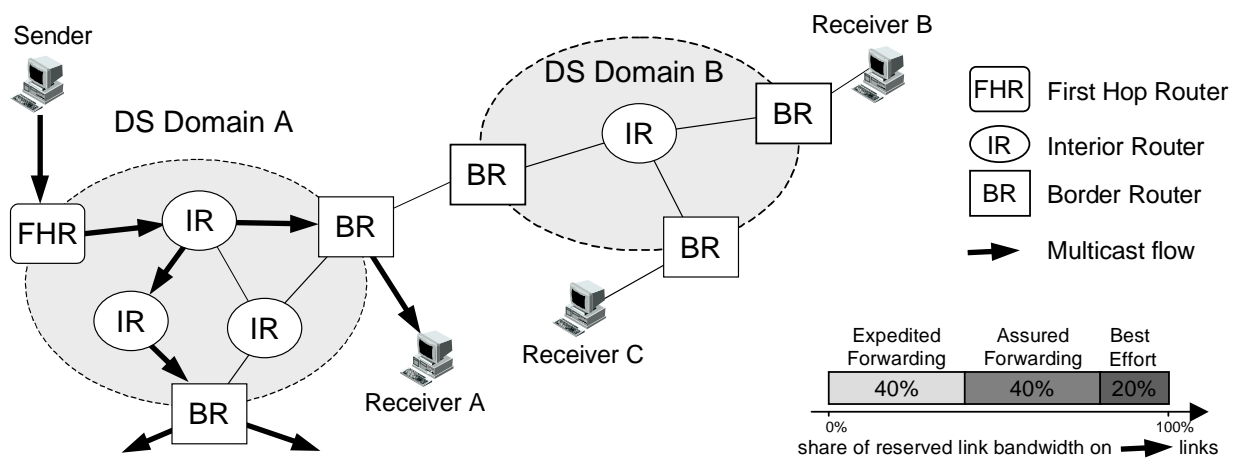 Sender
Receiver B
DS Domain A
DS Domain B
FHR
IR
BR
BR
IR
BR
BR
IR
IR
BR
Receiver A
Receiver C
FHR First Hop Router
IR Interior Router
BR Border Router
Multicast flow
Expedited Forwarding
Assured Forwarding
Best Effort
40% 40% 20%
0% 100%
share of reserved link bandwidth on links